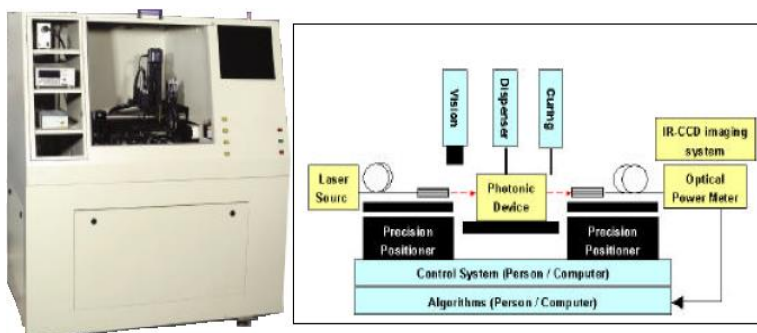 Vision
Dispenser
Curing
IR-CCD imaging
system
Laser
Sourc
Photonic
Device
Optical
Power Meter
Precision
Positioner
Precision
Positioner
Control System (Person / Computer)
Algorithms (Person / Computer)